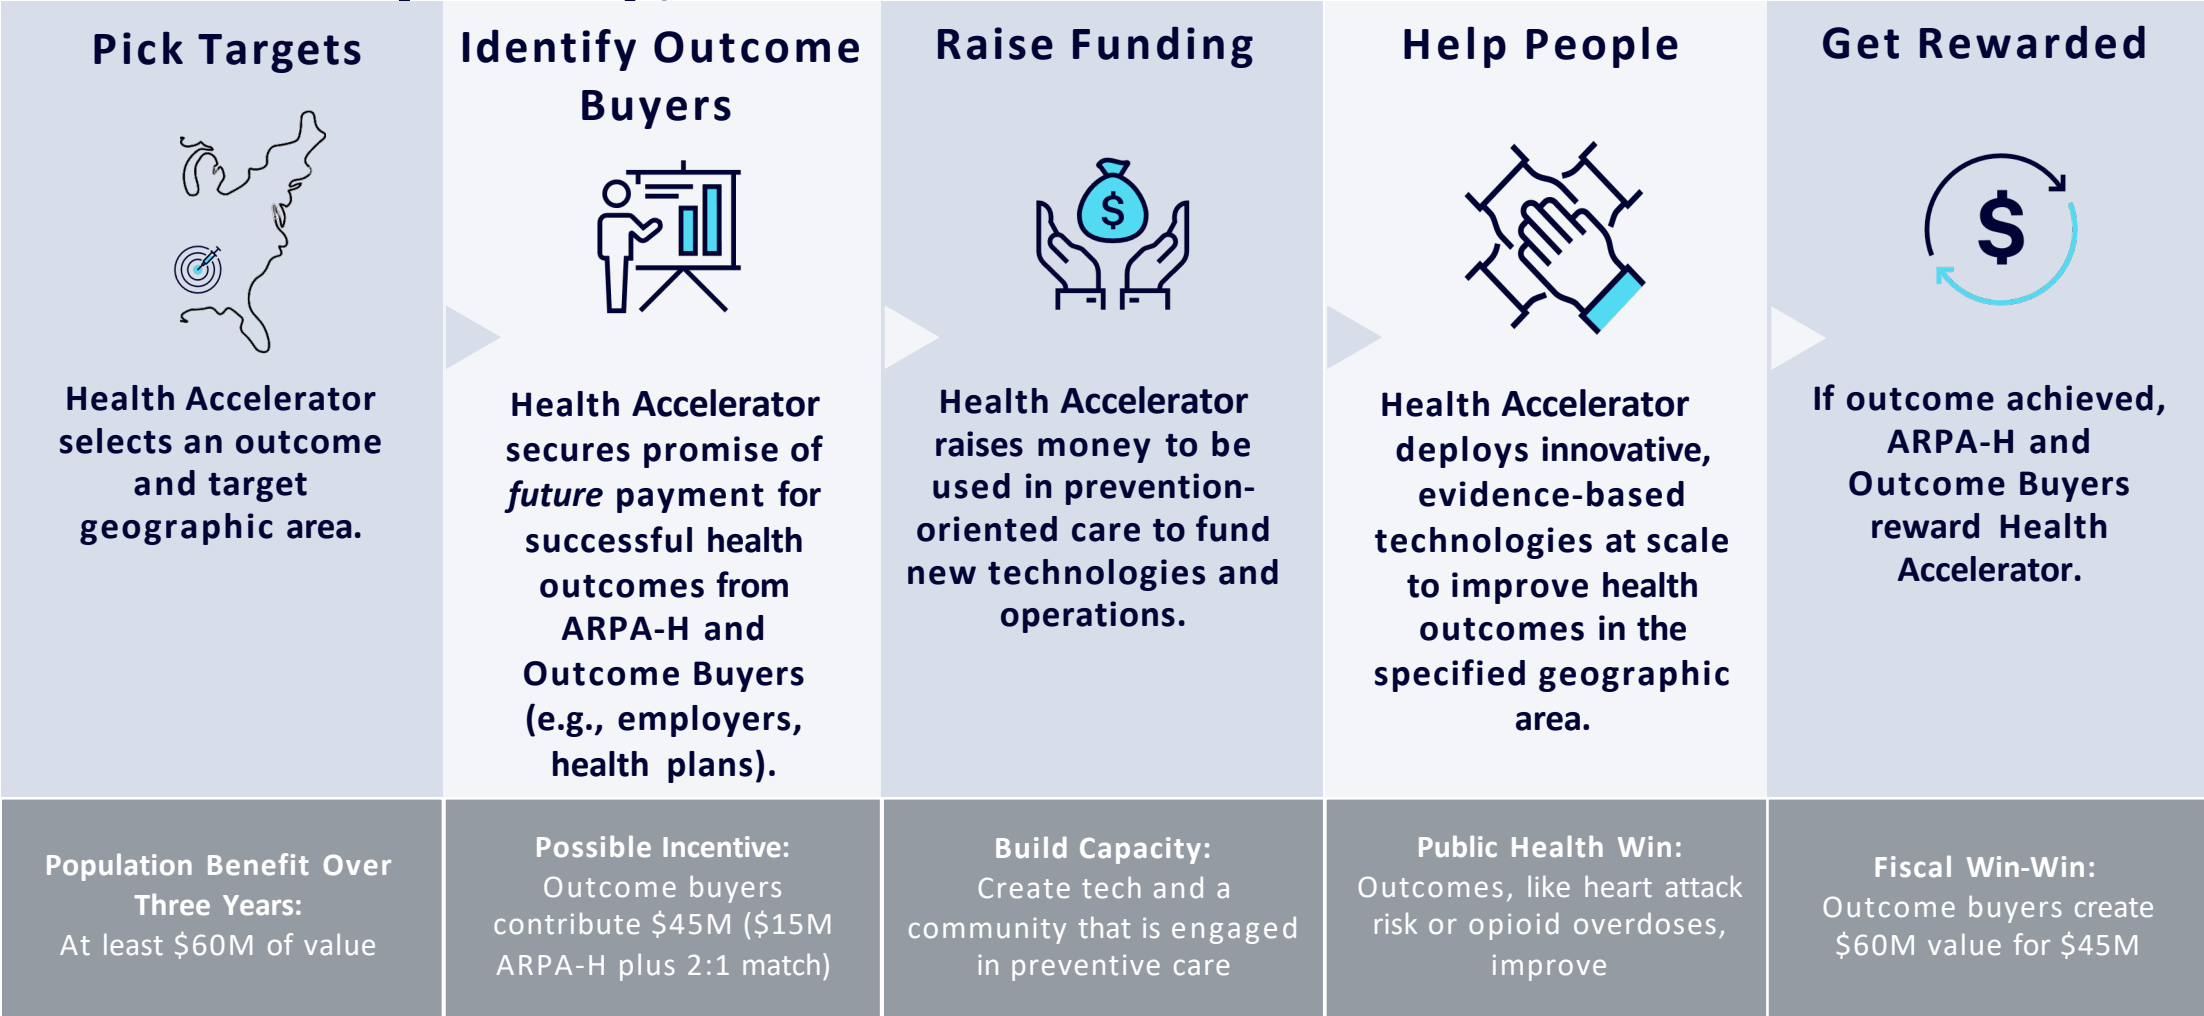 Pick Targets
Health Accelerator
selects an outcome
and target
geographic area.
Population Benefit Over
Three Years:
At least $60M of value
Identify Outcome
Buyers
Health Accelerator
secures promise of
future payment for
successful health
outcomes from
ARPA-H and
Outcome Buyers
(e.g., employers,
health plans).
Possible Incentive:
Outcome buyers
contribute $45M ($15M
ARPA-H plus 2:1 match)
Raise Funding
$
Health Accelerator
raises money to be
used in prevention-
oriented care to fund
new technologies and
operations.
Build Capacity:
Create tech and a
community that is engaged
in preventive care
Help People
Health Accelerator
deploys innovative,
evidence-based
technologies at scale
to improve health
outcomes in the
specified geographic
area.
Public Health Win:
Outcomes, like heart attack
risk or opioid overdoses,
improve
Get Rewarded
$
If outcome achieved,
ARPA-H and
Outcome Buyers
reward Health
Accelerator.
Fiscal Win-Win:
Outcome buyers create
$60M value for $45M